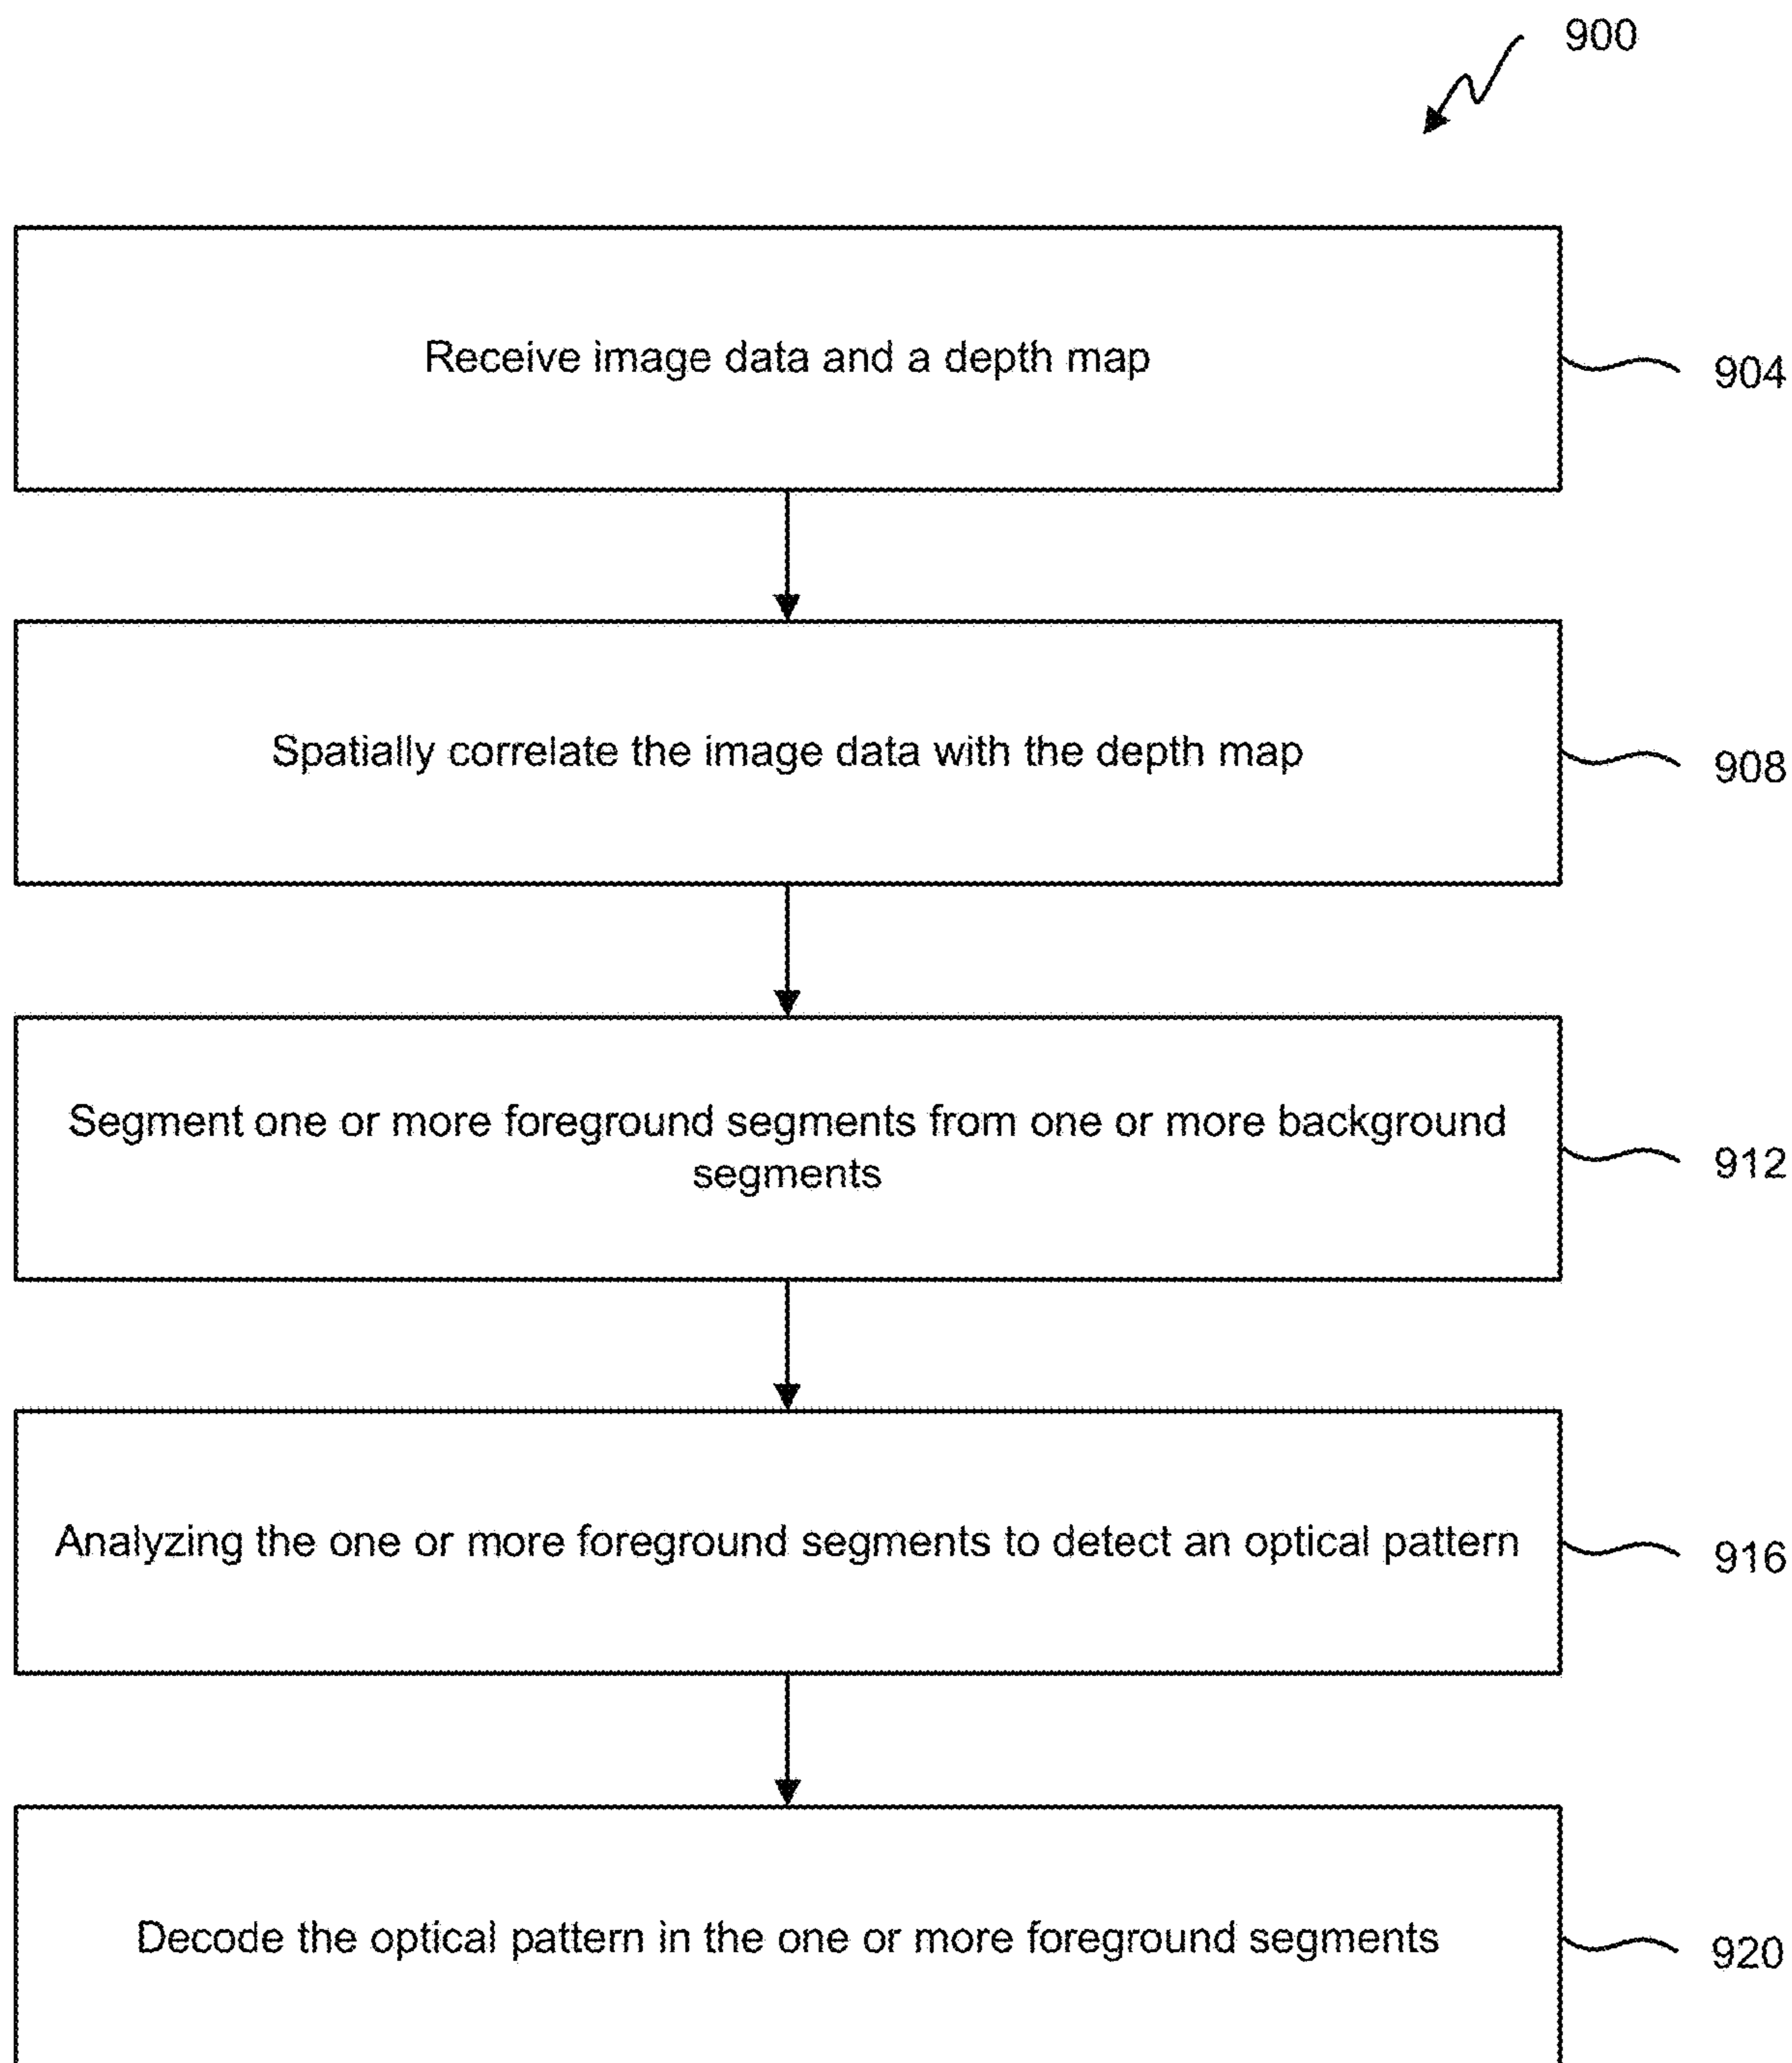 900
Receive image data and a depth map
904
Spatially correlate the image data with the depth map
908
Segment one or more foreground segments from one or more background
segments
912
Analyzing the one or more foreground segments to detect an optical pattern
916
Decode the optical pattern in the one or more foreground segments
920